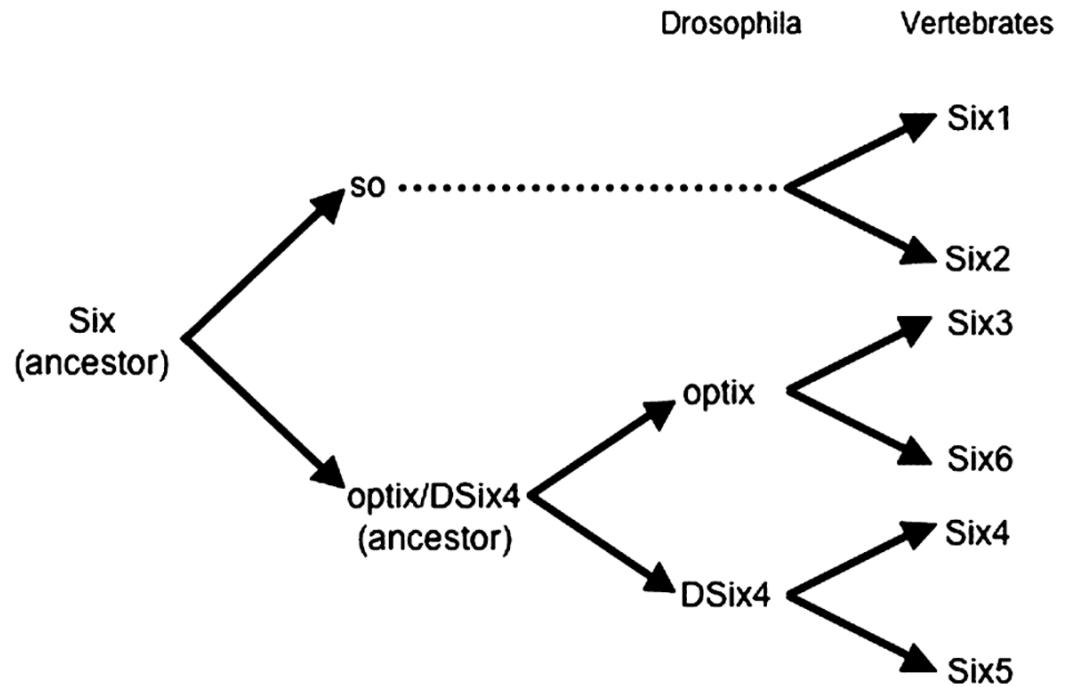 Drosophila
Vertebrates
Six1
so
Six2
Six
(ancestor)
Six3
optix
Six6
optix/DSix4
(ancestor)
Six4
DSix4
Six5